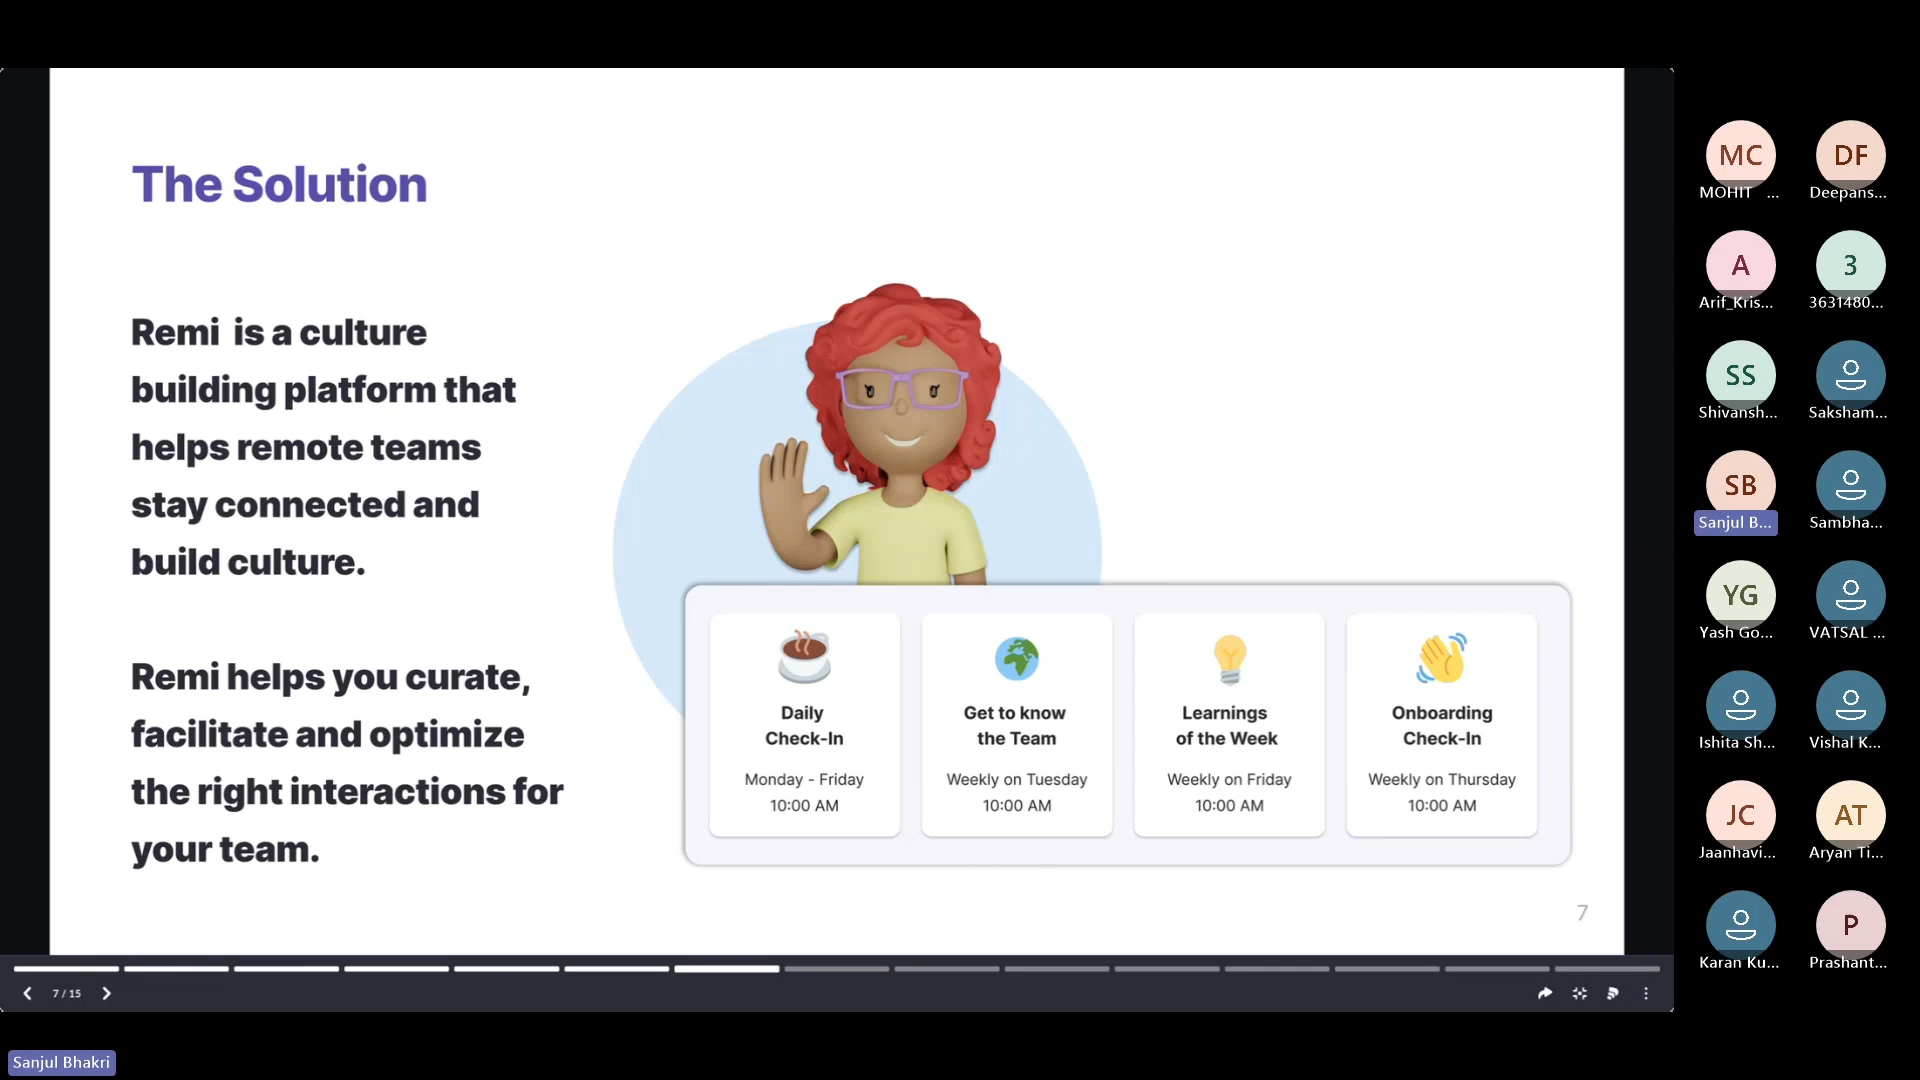 The Solution
Remi is a culture
building platform that
helps remote teams
stay connected and
build culture.
Remi helps you curate,
facilitate and optimize
the right interactions for
your team.
Daily
Check-In
Monday - Friday
10:00 AM
Get to know
the Team
Weekly on Tuesday
10:00 AM
Learnings
of the Week
Weekly on Friday
10:00 AM
Onboarding
Check-In
Weekly on Thursday
10:00 AM
7
7 / 15
MC
MOHIT ...
DF
Deepans...
A
Arif_Kris...
3
3631480...
SS
Shivansh...
Saksham...
SB
Sanjul B...
Sambha...
YG
Yash Go...
VATSAL ...
Ishita Sh...
Vishal K...
JC
Jaanhavi...
AT
Aryan Ti...
Karan Ku...
P
Prashant...
Sanjul Bhakri